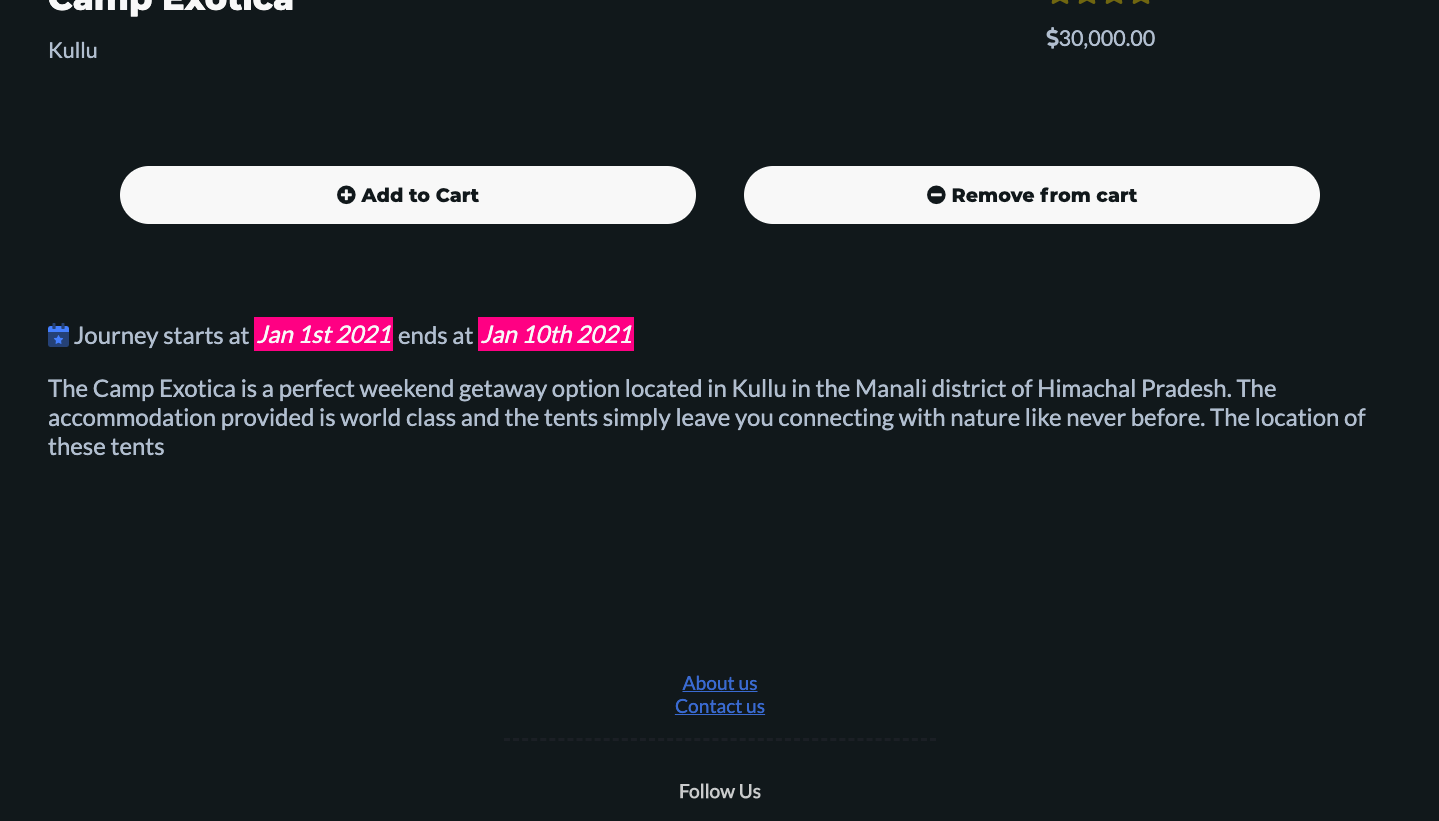 Camp Exotica
$30,000.00
Kullu
Add to Cart
Remove from cart
Journey starts at Jan 1st 2021 ends at Jan 10th 2021
The Camp Exotica is a perfect weekend getaway option located in Kullu in the Manali district of Himachal Pradesh. The
accommodation provided is world class and the tents simply leave you connecting with nature like never before. The location of
these tents
About us
Contact us
Follow Us